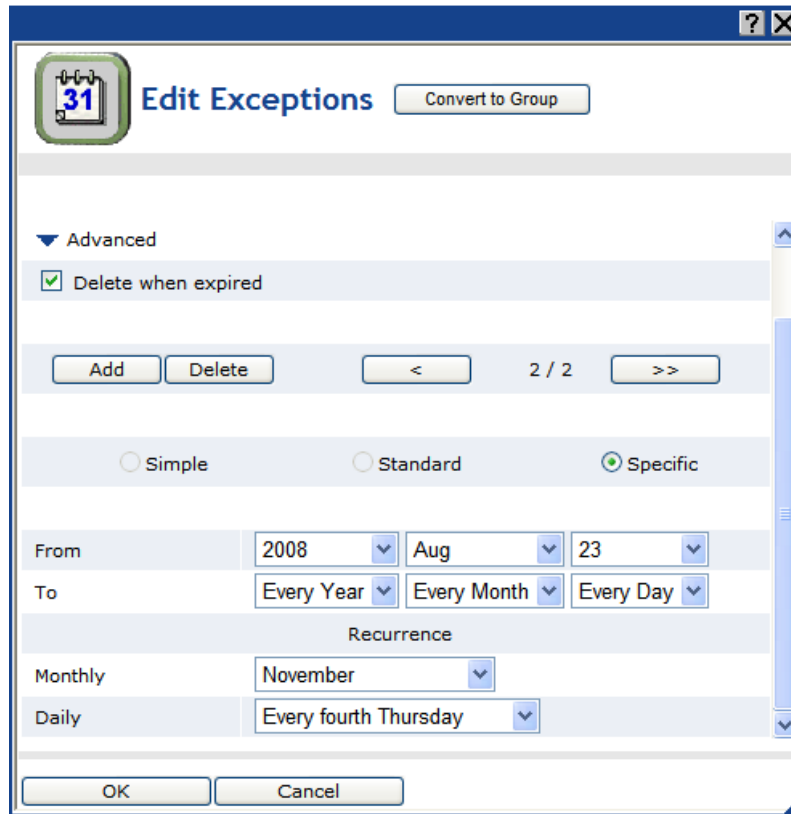 ?
31 Edit Exceptions Convert to Group
Advanced
Delete when expired
Add Delete < 2 / 2 >>
Simple Standard Specific
From 2008 Aug 23
To Every Year Every Month Every Day
Recurrence
Monthly November
Daily Every fourth Thursday
OK Cancel